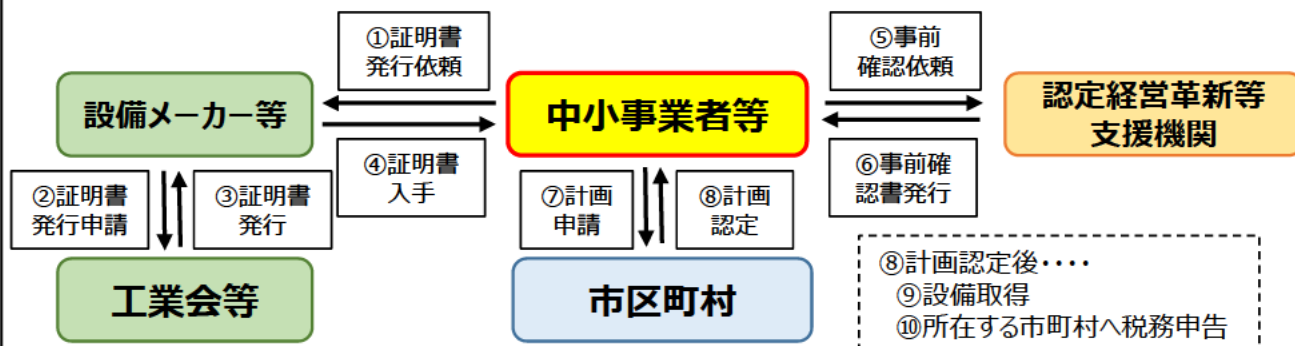 ①証明書
発行依頼
⑤事前
確認依頼
設備メーカー等
中小事業者等
認定経営革新等
支援機関
②証明書
発行申請
③証明書
発行
④証明書
入手
⑦計画
申請
⑧計画
認定
⑥事前確
認書発行
工業会等
市区町村
⑧計画認定後・・・・
⑨設備取得
⑩所在する市町村へ税務申告